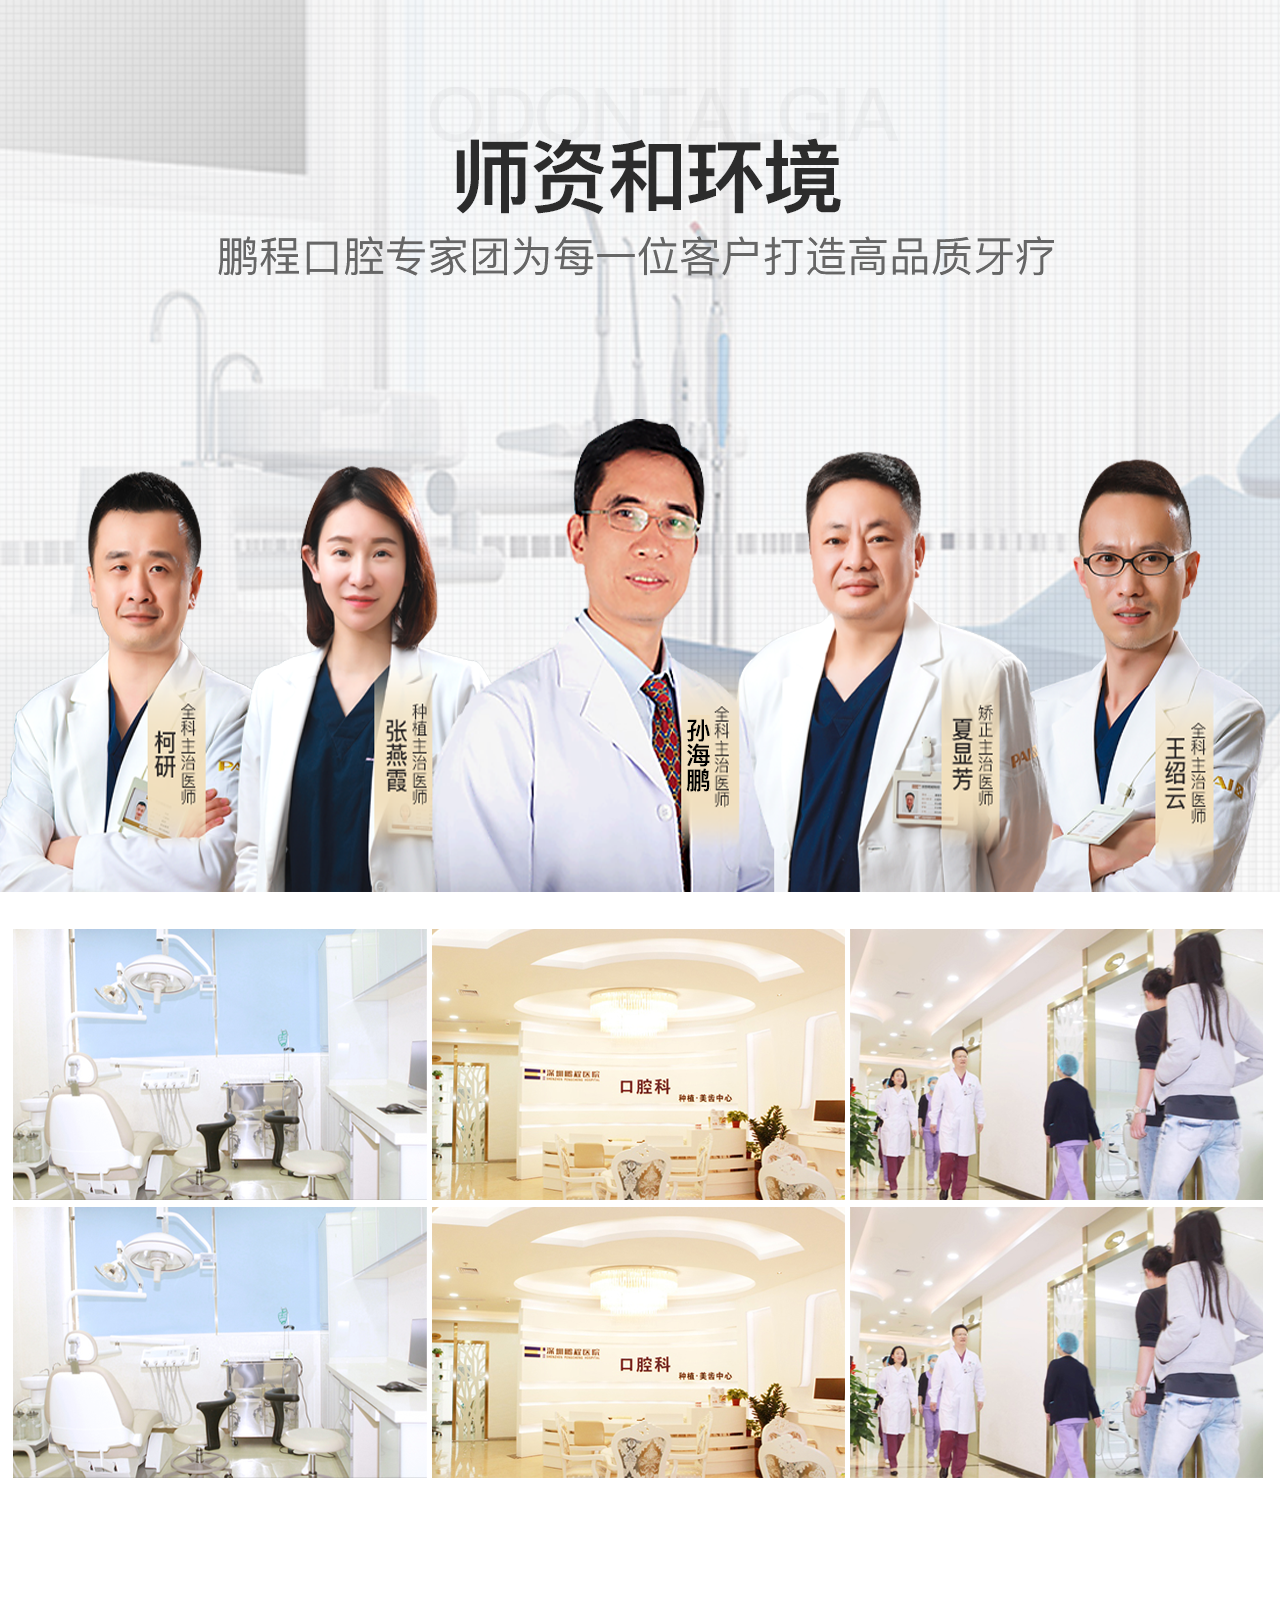 ODONTALGIA
师资和环境
鹏程口腔专家团为每一位客户打造高品质牙疗
全科主治医师
柯研
种植主治医师
张燕霞
全科主治医师
孙海鹏
矫正主治医师
夏显芳
全科主治医师
王绍云
深圳鹏程医院
口腔科
种植·美齿中心
深圳鹏程医院
口腔科
种植·美齿中心